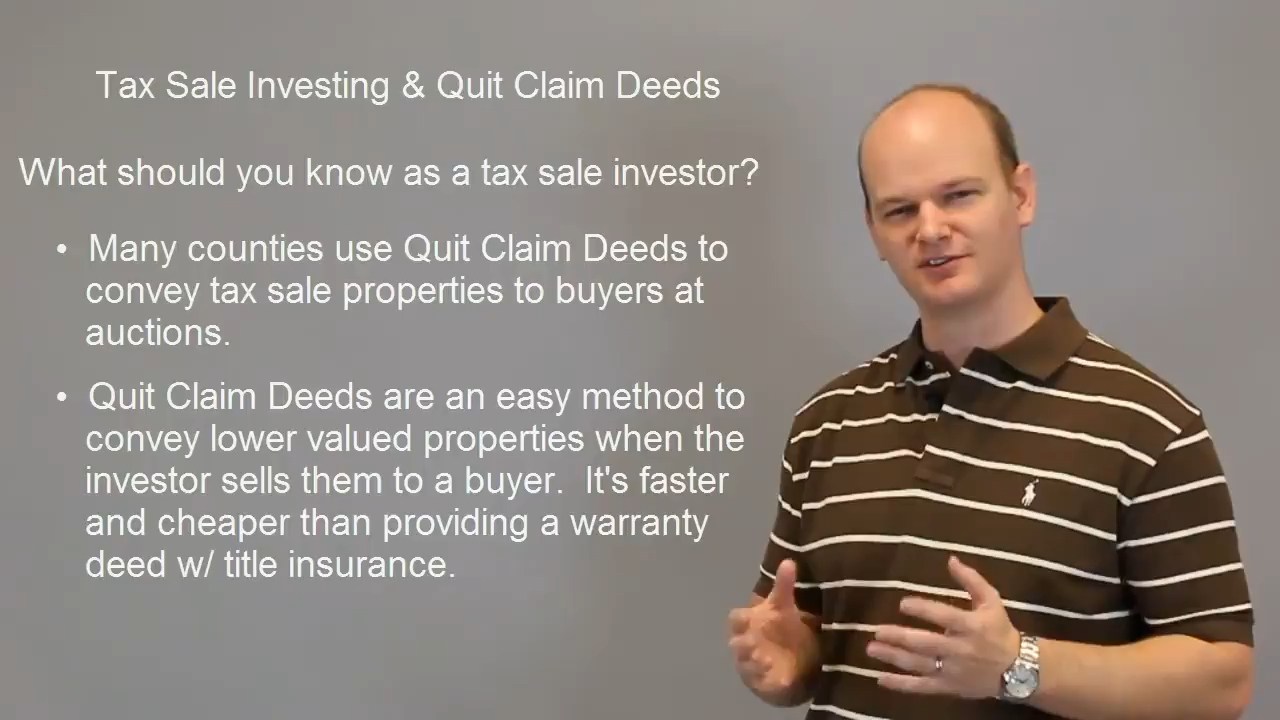 Tax Sale Investing & Quit Claim Deeds
What should you know as a tax sale investor?
• Many counties use Quit Claim Deeds to
convey tax sale properties to buyers at
auctions.
• Quit Claim Deeds are an easy method to
convey lower valued properties when the
investor sells them to a buyer.  It's faster
and cheaper than providing a warranty
deed w/ title insurance.